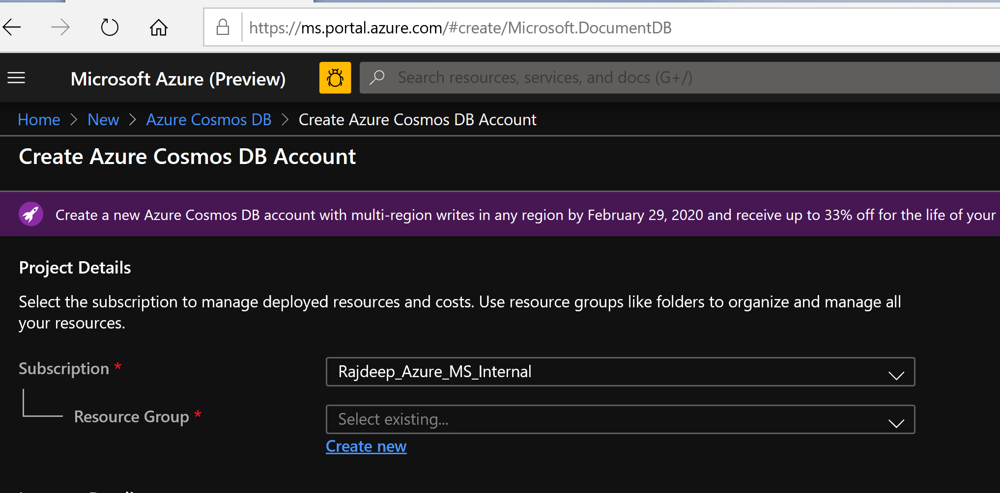 https://ms.portal.azure.com/#create/Microsoft.DocumentDB
Microsoft Azure (Preview)
Search resources, services, and docs (G+/)
Home > New > Azure Cosmos DB > Create Azure Cosmos DB Account
Create Azure Cosmos DB Account
Create a new Azure Cosmos DB account with multi-region writes in any region by February 29, 2020 and receive up to 33% off for the life of your
Project Details
Select the subscription to manage deployed resources and costs. Use resource groups like folders to organize and manage all
your resources.
Subscription *
Rajdeep_Azure_MS_Internal
Resource Group *
Select existing...
Create new